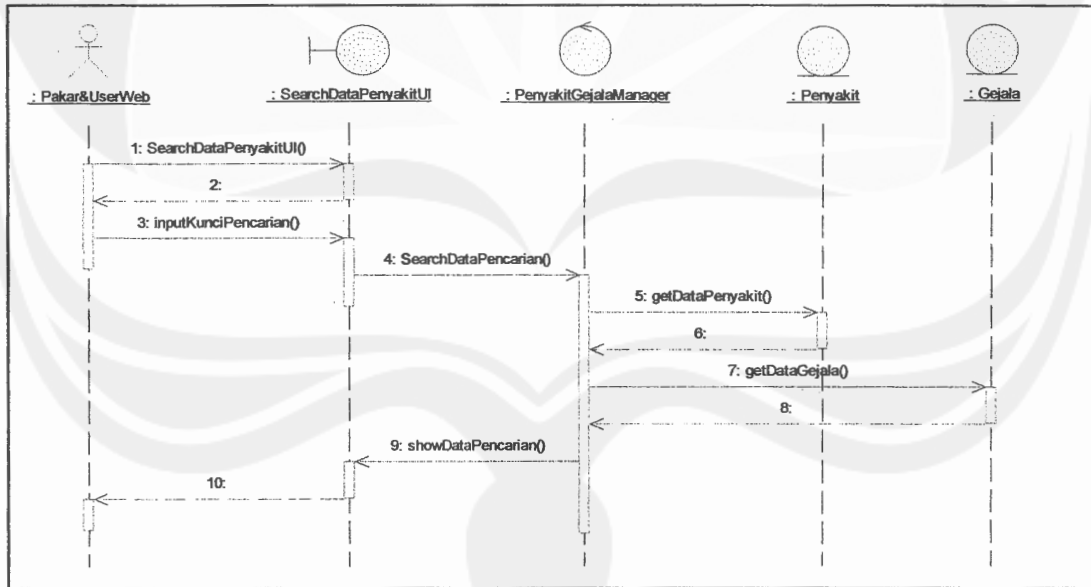 : Pakar&UserWeb
: SearchDataPenyakitUI
: PenyakitGejalaManager
: Penyakit
: Gejala
1: SearchDataPenyakitUI()
2:
3: inputKunciPencarian()
4: SearchDataPencarian()
5: getDataPenyakit()
6:
7: getDataGejala()
8:
9: showDataPencarian()
10: